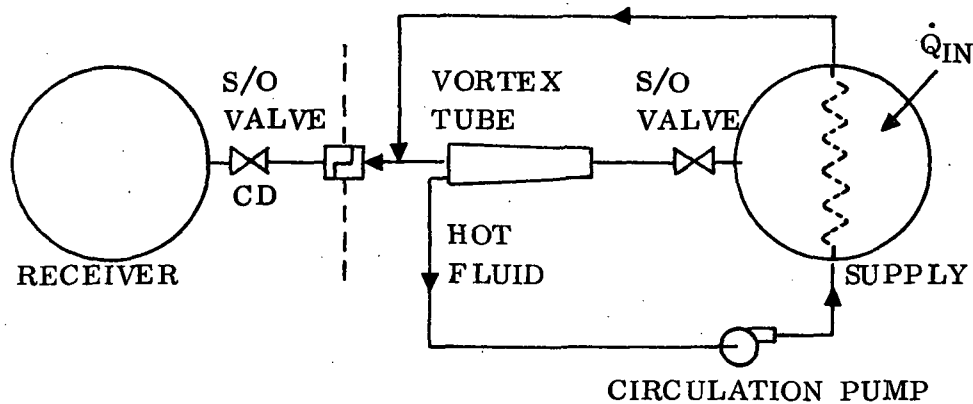 S/O
VALVE
CD
RECEIVER
VORTEX
TUBE
HOT
FLUID
S/O
VALVE
Q̇IN
SUPPLY
CIRCULATION PUMP